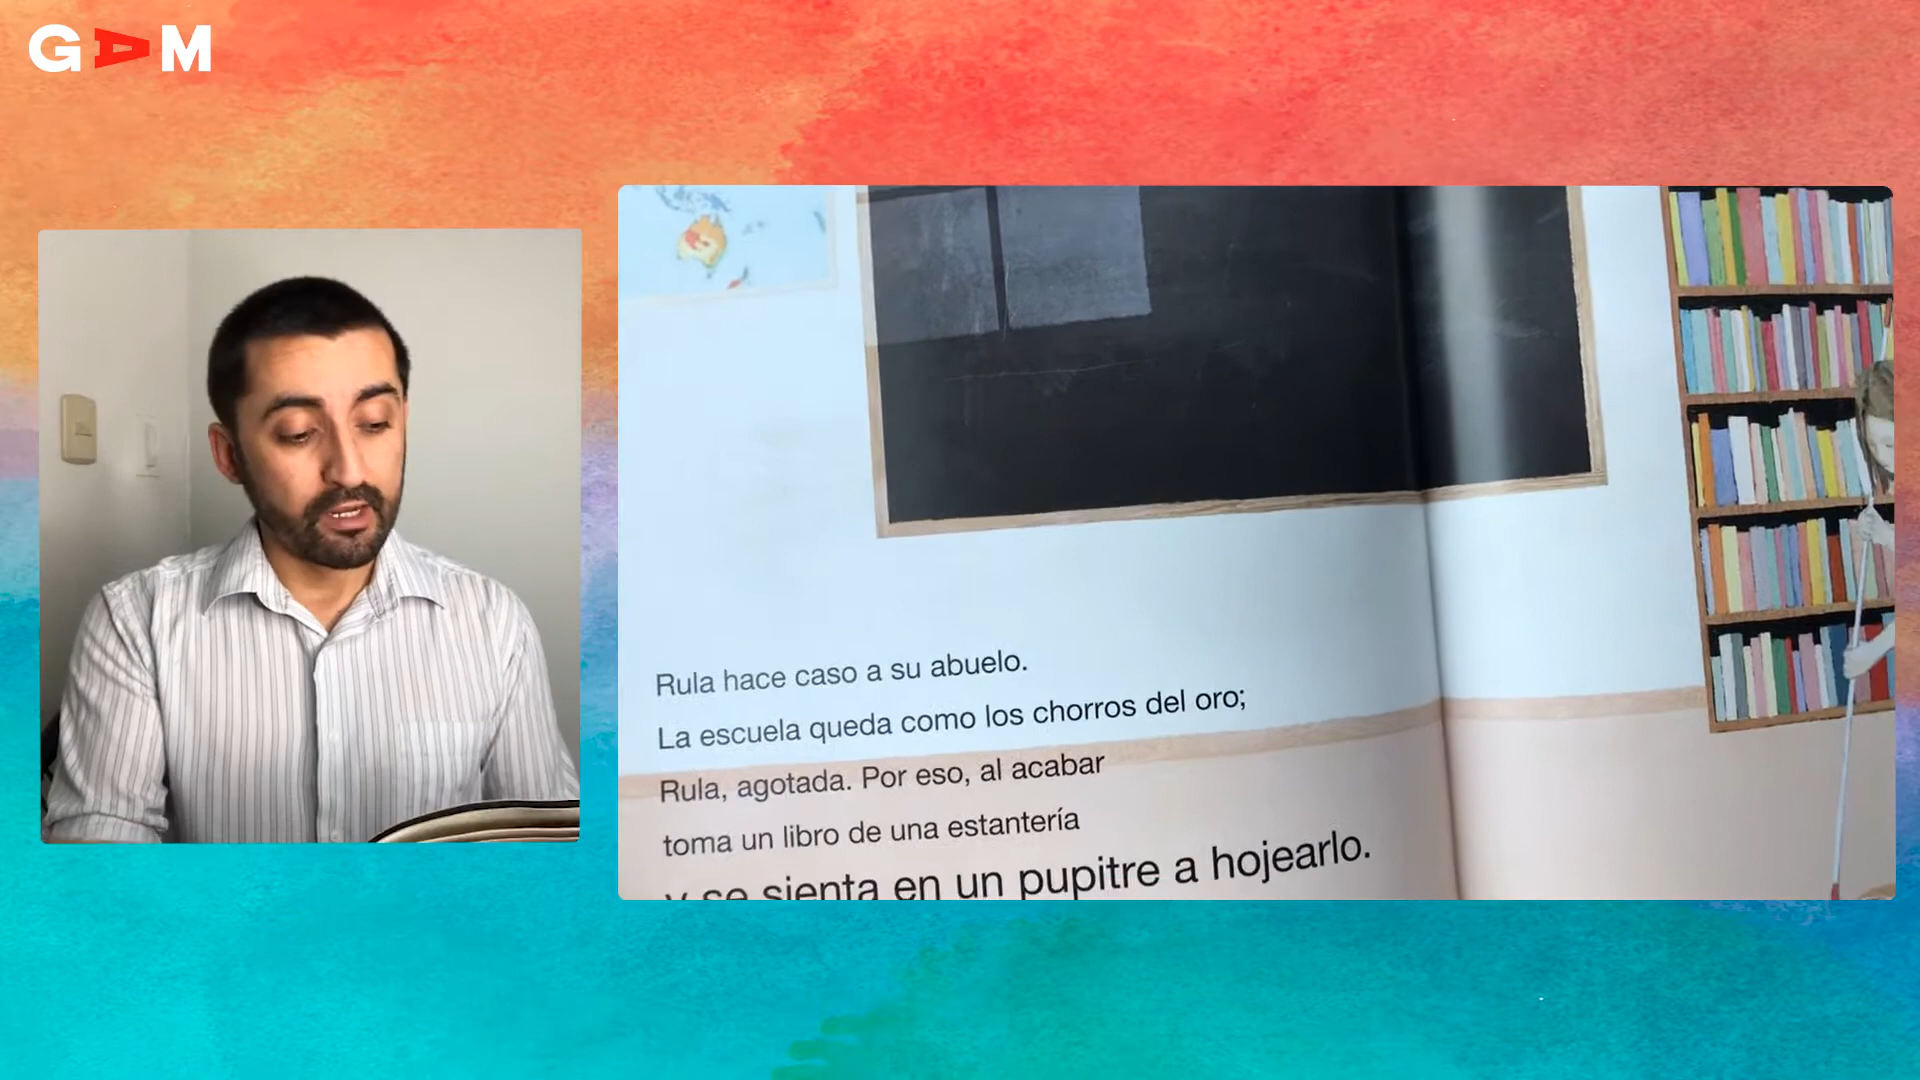 GAM
Rula hace caso a su abuelo.
La escuela queda como los chorros del oro;
Rula, agotada. Por eso, al acabar
toma un libro de una estantería
y se sienta en un pupitre a hojearlo.